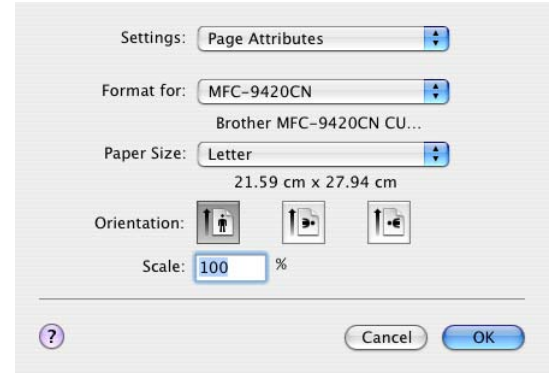 Settings: Page Attributes
Format for: MFC-9420CN
Brother MFC-9420CN CU...
Paper Size: Letter
21.59 cm x 27.94 cm
Orientation:
Scale: 100 %
? Cancel OK